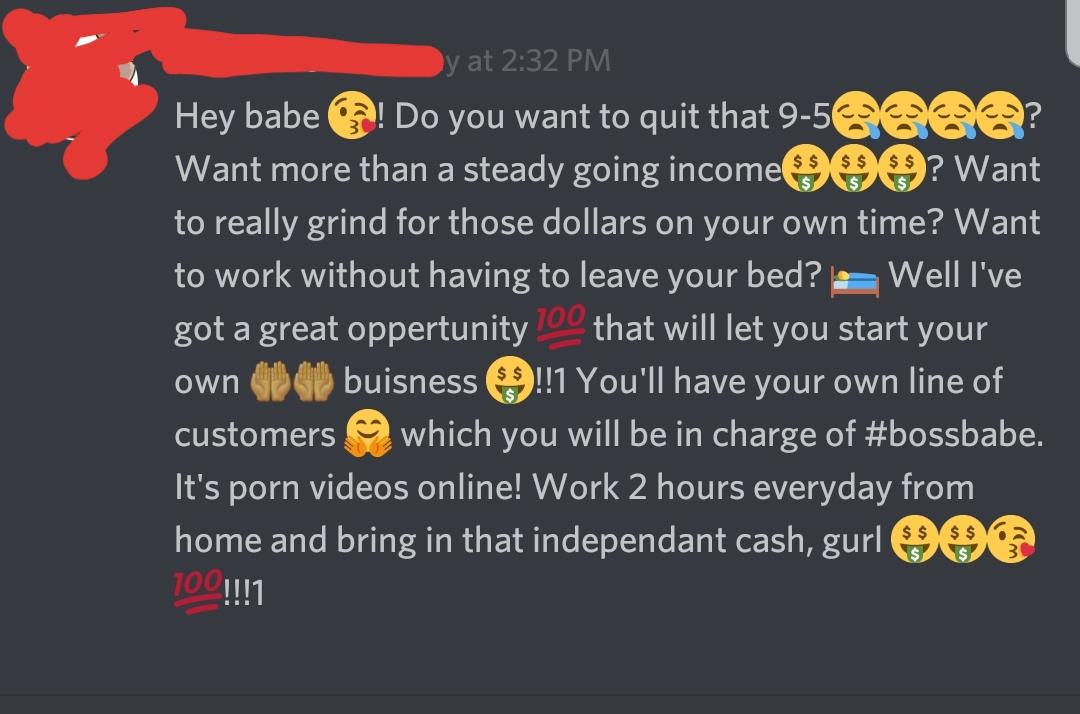 y at 2:32 PM
Hey babe 😘! Do you want to quit that 9-5😪😪😪😪?
Want more than a steady going income🤑🤑🤑? Want
to really grind for those dollars on your own time? Want
to work without having to leave your bed? 🛌 Well I've
got a great oppertunity 💯 that will let you start your
own 🤲🏾🤲🏾 buisness 🤑!!1 You'll have your own line of
customers 🤗 which you will be in charge of #bossbabe.
It's porn videos online! Work 2 hours everyday from
home and bring in that independant cash, gurl 🤑🤑😘
💯!!!1